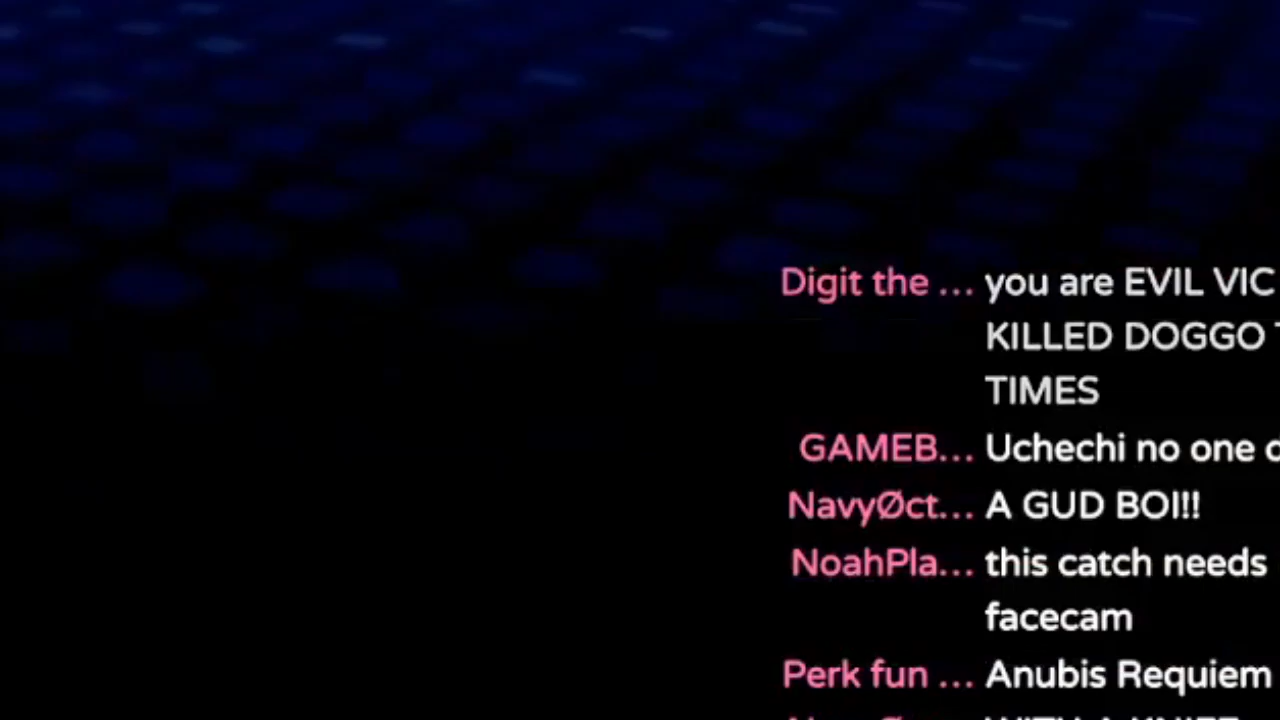 Digit the ... you are EVIL VIC
KILLED DOGGO
TIMES
GAMEB... Uchechi no one
NavyØct... A GUD BOI!!
NoahPla... this catch needs
facecam
Perk fun ... Anubis Requiem